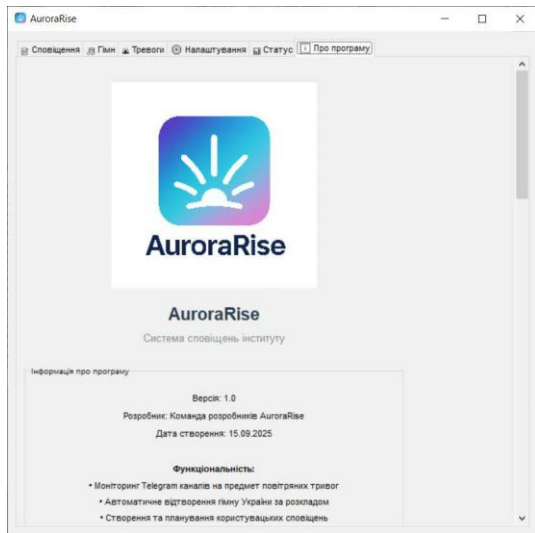 AuroraRise
Сповіщення Гімн Тревоги Налаштування Статус Про програму
AuroraRise
AuroraRise
Система сповіщень інституту
Інформація про програму
Версія: 1.0
Розробник: Команда розробників AuroraRise
Дата створення: 15.09.2025
Функціональність:
• Моніторинг Telegram каналів на предмет повітряних тривог
• Автоматичне відтворення гімну України за розкладом
• Створення та планування користувацьких сповіщень